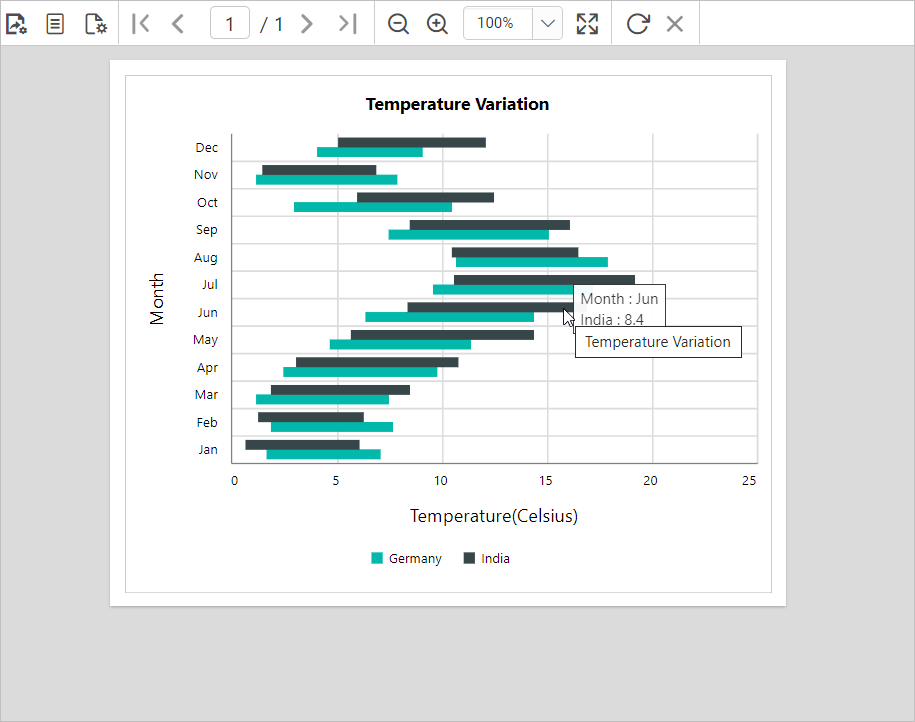 1 / 1 100%
Temperature Variation
Dec
Nov
Oct
Sep
Aug
Jul
Jun
May
Apr
Mar
Feb
Jan
Month
Month : Jun
India : 8.4
Temperature Variation
0 5 10 15 20 25
Temperature(Celsius)
Germany India